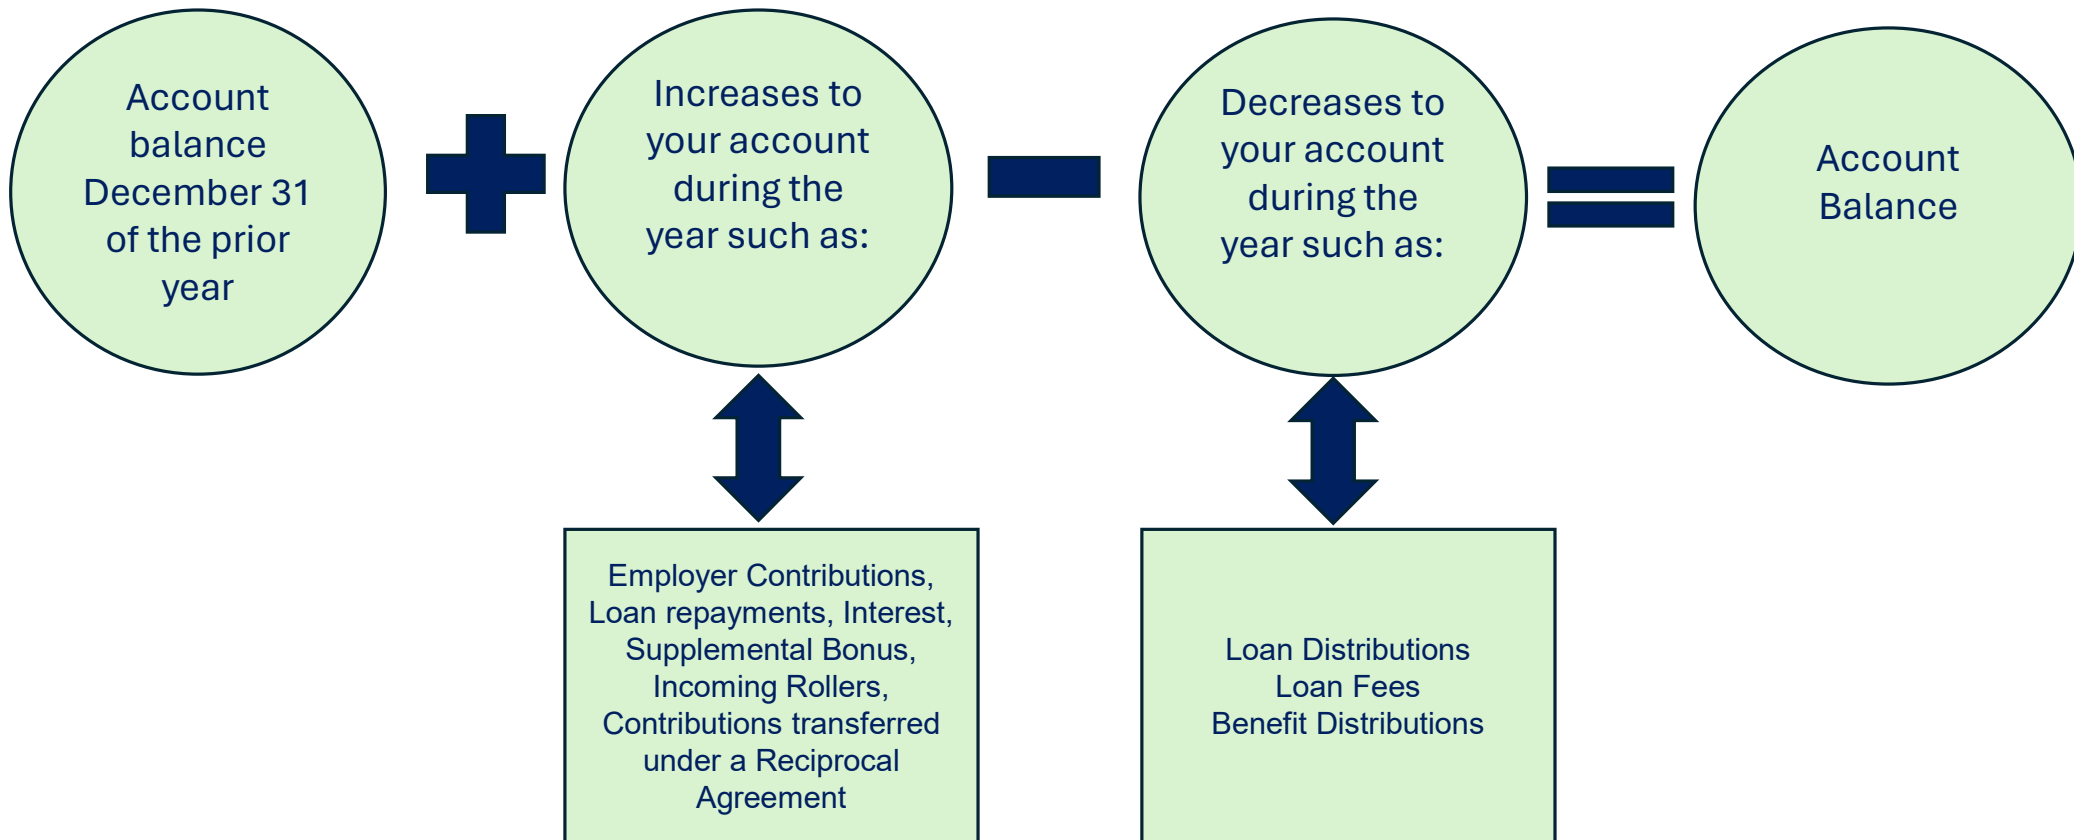 Account
balance
December 31
of the prior
year
Increases to
your account
during the
year such as:
Decreases to
your account
during the
year such as:
Account
Balance
Employer Contributions,
Loan repayments, Interest,
Supplemental Bonus,
Incoming Rollers,
Contributions transferred
under a Reciprocal
Agreement
Loan Distributions
Loan Fees
Benefit Distributions